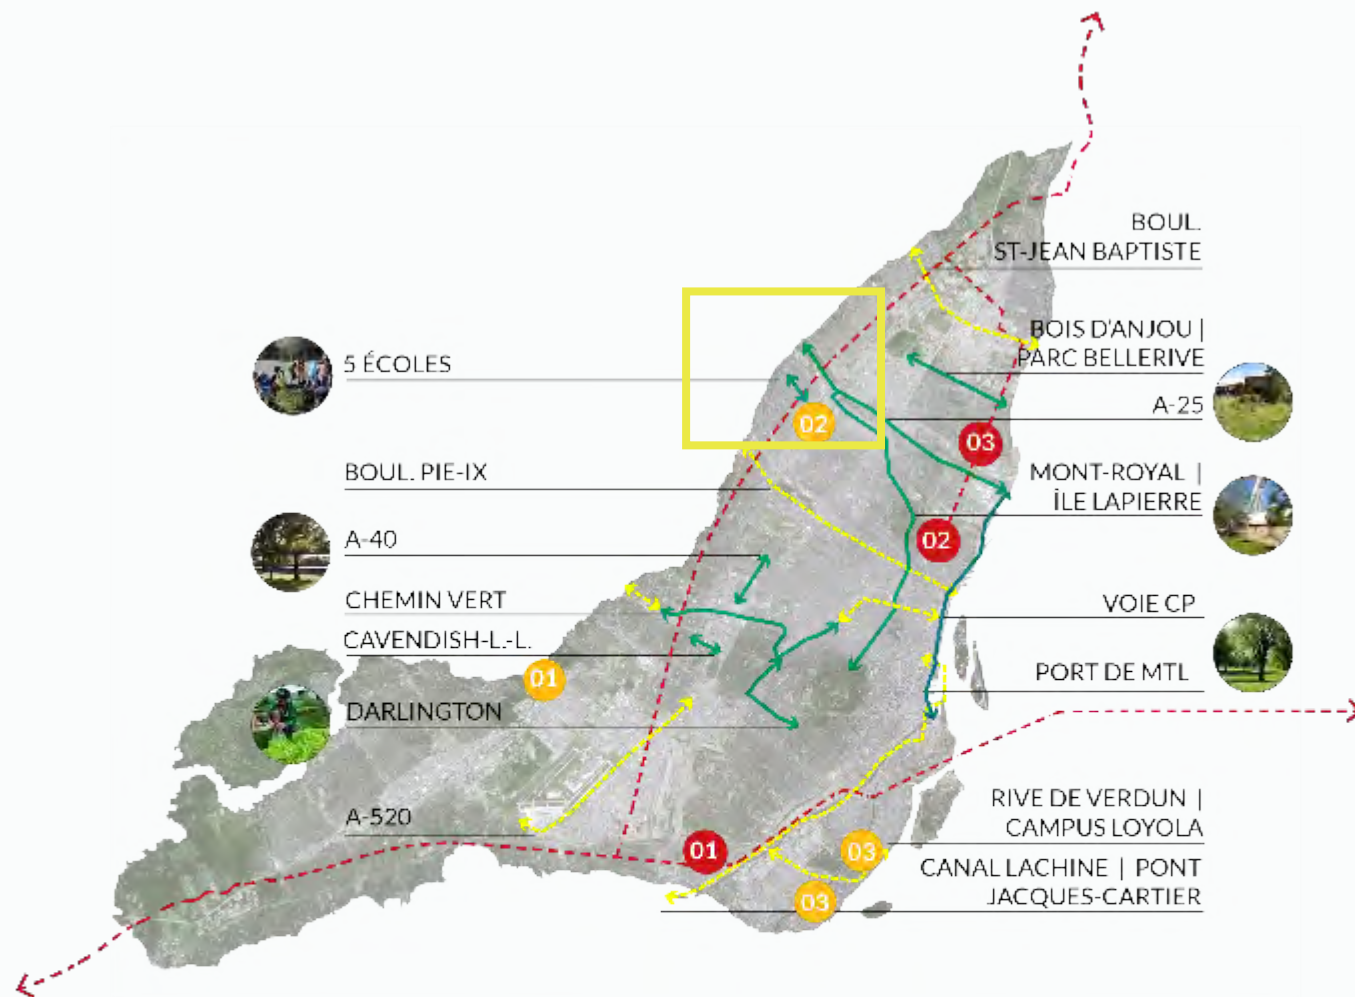 BOUL.
ST-JEAN BAPTISTE
BOIS D'ANJOU |
PARC BELLERIVE
5 ÉCOLES
A-25
02
03
BOUL. PIE-IX
MONT-ROYAL |
ÎLE LAPIERRE
A-40
02
CHEMIN VERT
VOIE CP
CAVENDISH-L.-L.
01
PORT DE MTL
DARLINGTON
A-520
RIVE DE VERDUN |
CAMPUS LOYOLA
01
03
CANAL LACHINE | PONT
JACQUES-CARTIER
03